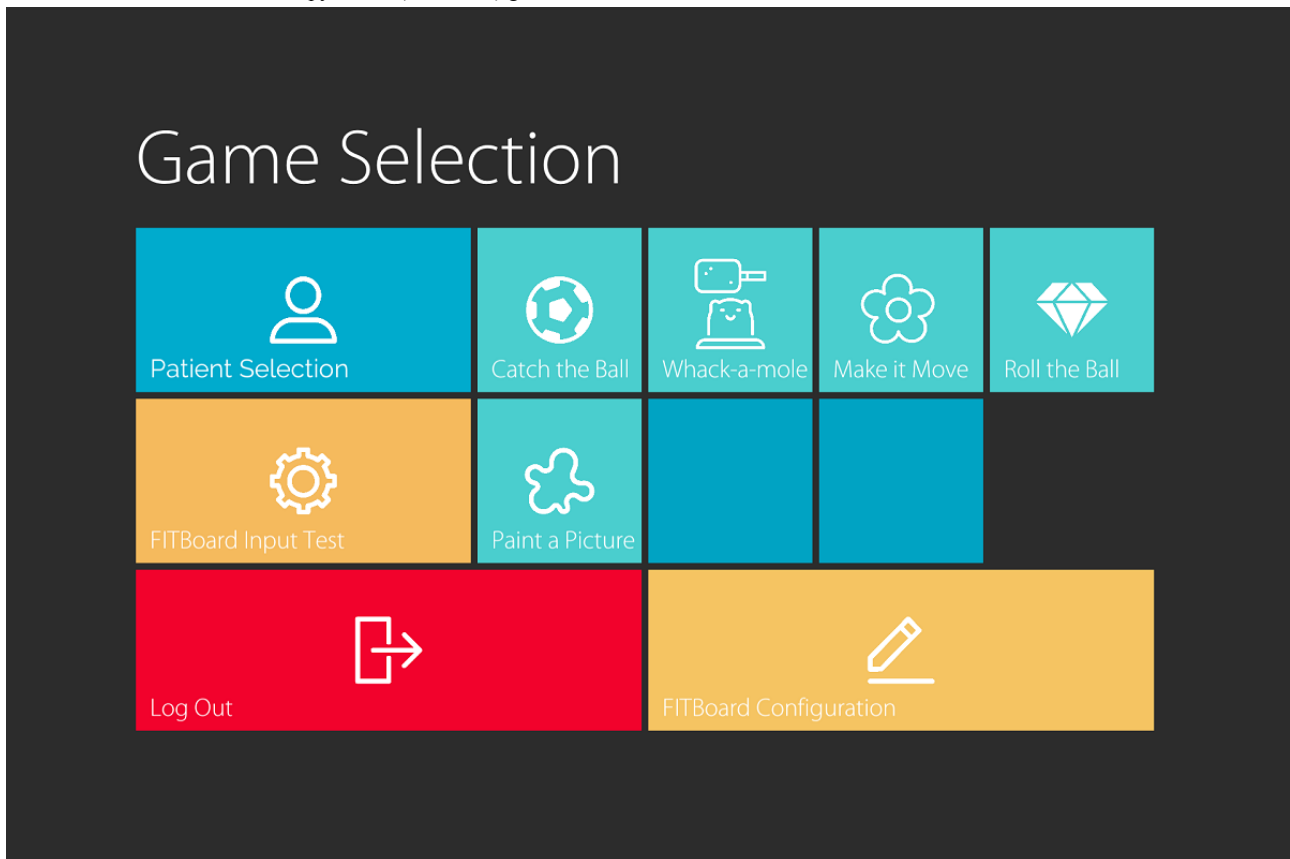 Game Selection
Patient Selection
Catch the Ball
Whack-a-mole
Make it Move
Roll the Ball
FITBoard Input Test
Paint a Picture
Log Out
FITBoard Configuration